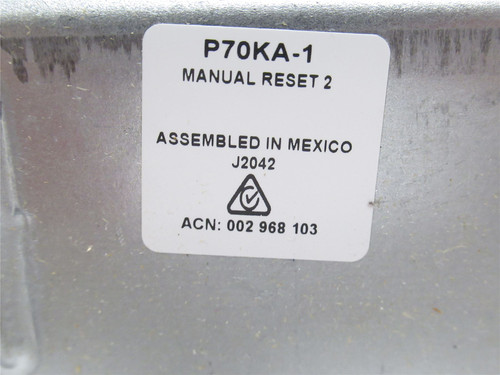 P70KA-1
MANUAL RESET 2
ASSEMBLED IN MEXICO
J2042
ACN: 002 968 103